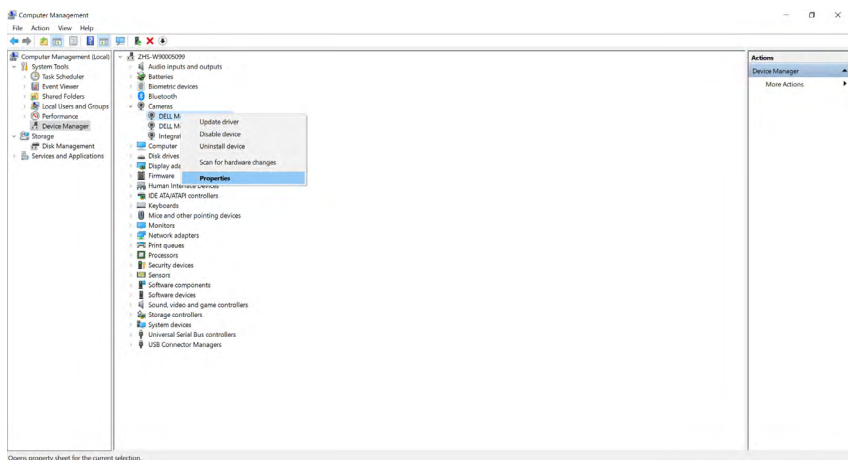 Computer Management
File Action View Help
Computer Management (Local)
System Tools
Task Scheduler
Event Viewer
Shared Folders
Local Users and Groups
Performance
Device Manager
Storage
Disk Management
Services and Applications
ZHS-W90005099
Audio inputs and outputs
Batteries
Biometric devices
Bluetooth
Cameras
DELL M
DELL M
Integrat
Computer
Disk drives
Display ada
Firmware
Human Interface Devices
IDE ATA/ATAPI controllers
Keyboards
Mice and other pointing devices
Monitors
Network adapters
Print queues
Processors
Security devices
Sensors
Software components
Software devices
Sound, video and game controllers
Storage controllers
System devices
Universal Serial Bus controllers
USB Connector Managers
Update driver
Disable device
Uninstall device
Scan for hardware changes
Properties
Actions
Device Manager
More Actions
Opens property sheet for the current selection.